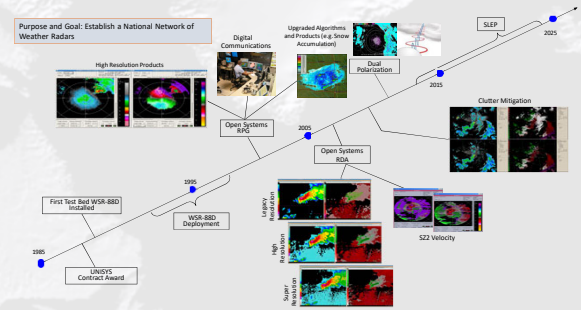 Purpose and Goal: Establish a National Network of
Weather Radars
High Resolution Products
Digital
Communications
Upgraded Algorithms
and Products (e.g. Snow
Accumulation)
Dual
Polarization
SLEP
2025
2015
Clutter Mitigation
Open Systems
RPG
2005
Open Systems
RDA
1995
WSR-88D
Deployment
First Test Bed WSR-88D
Installed
1985
UNISYS
Contract Award
Legacy
Resolution
High
Resolution
Super
Resolution
SZ2 Velocity